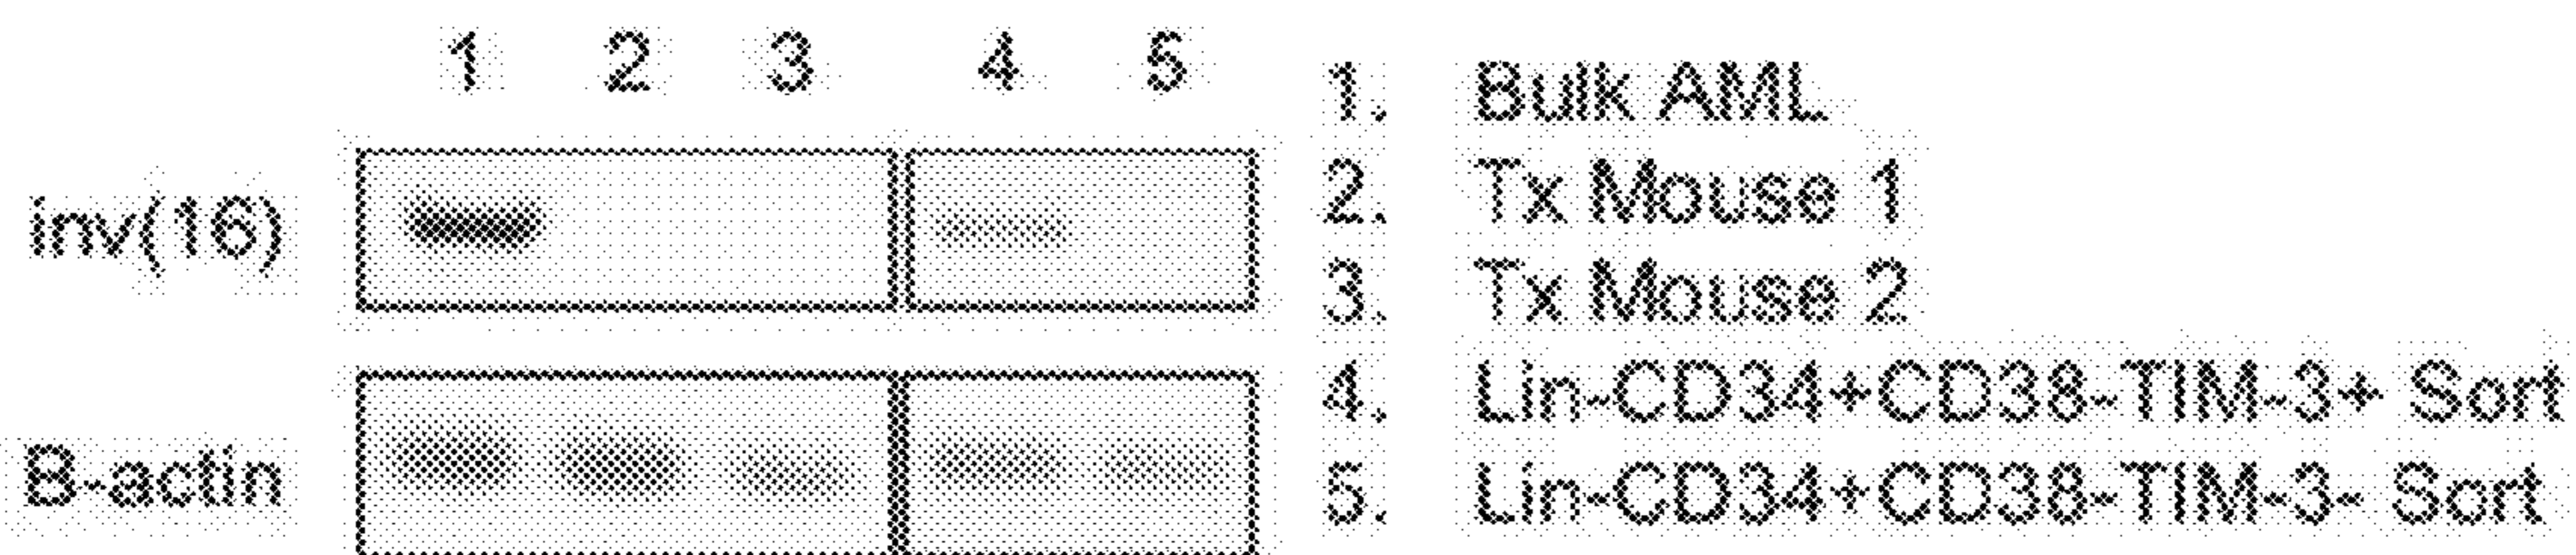 1 2 3 4 5
inv(16)
B-actin
1. Bulk AML
2. Tx Mouse 1
3. Tx Mouse 2
4. Lin-CD34+CD38-TIM-3+ Sort
5. Lin-CD34+CD38-TIM-3- Sort